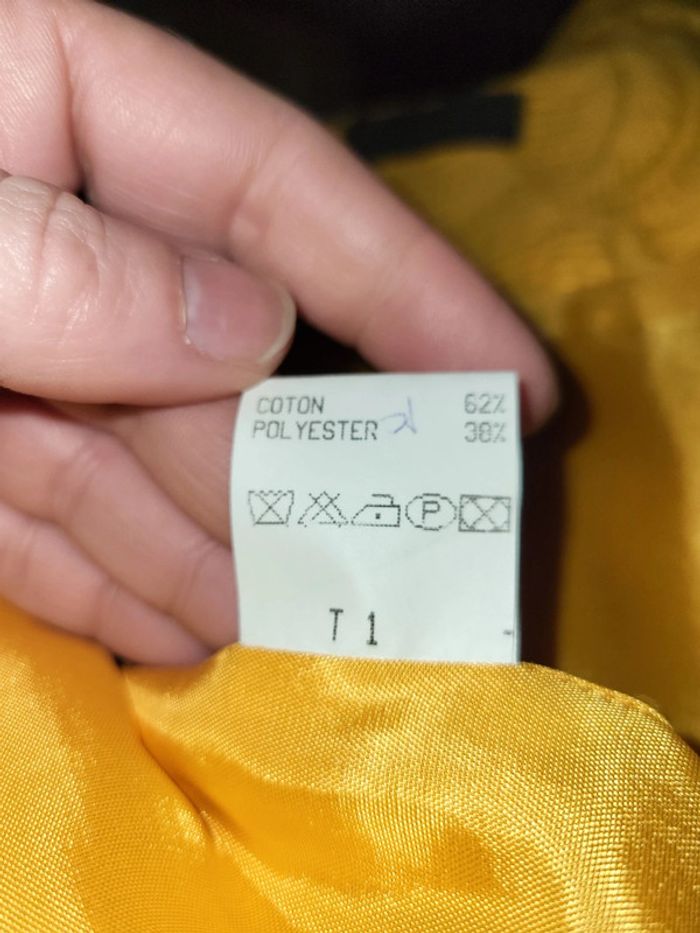 COTON 62%
POLYESTER 38%
P
T 1